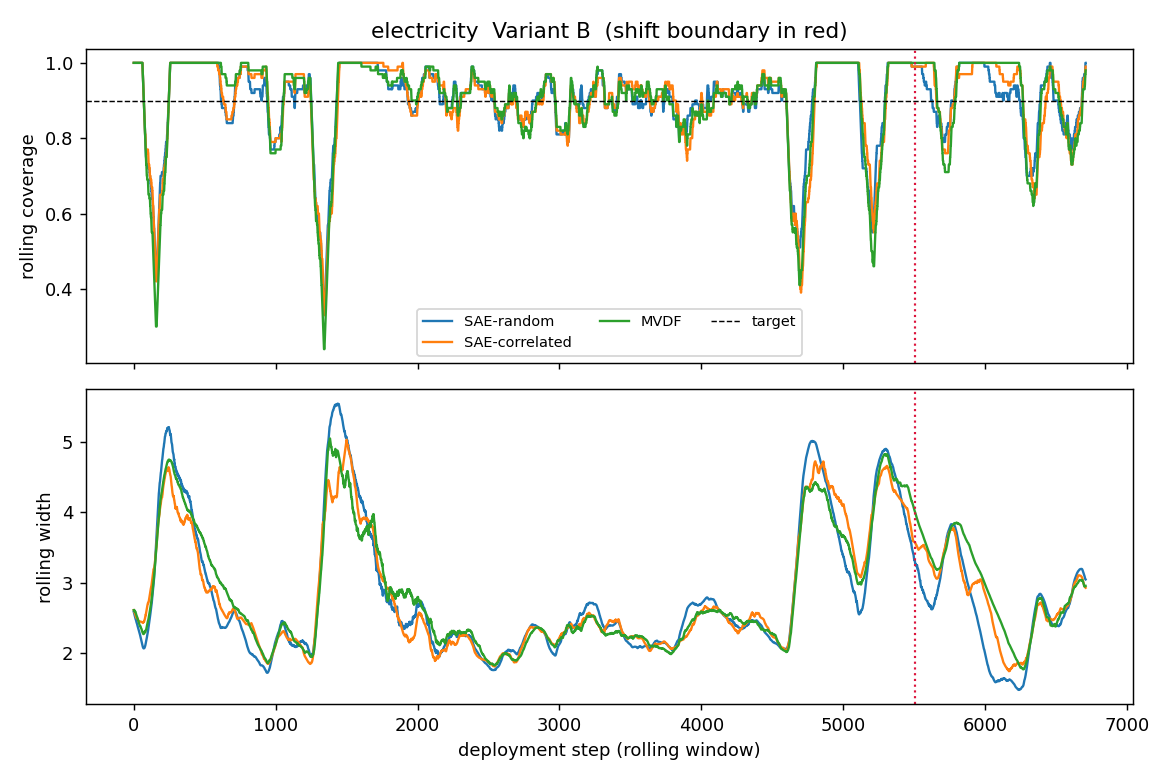 electricity  Variant B  (shift boundary in red)
1.0
0.8
0.6
0.4
rolling coverage
SAE-random
SAE-correlated
MVDF
target
5
4
3
2
rolling width
0
1000
2000
3000
4000
5000
6000
7000
deployment step (rolling window)